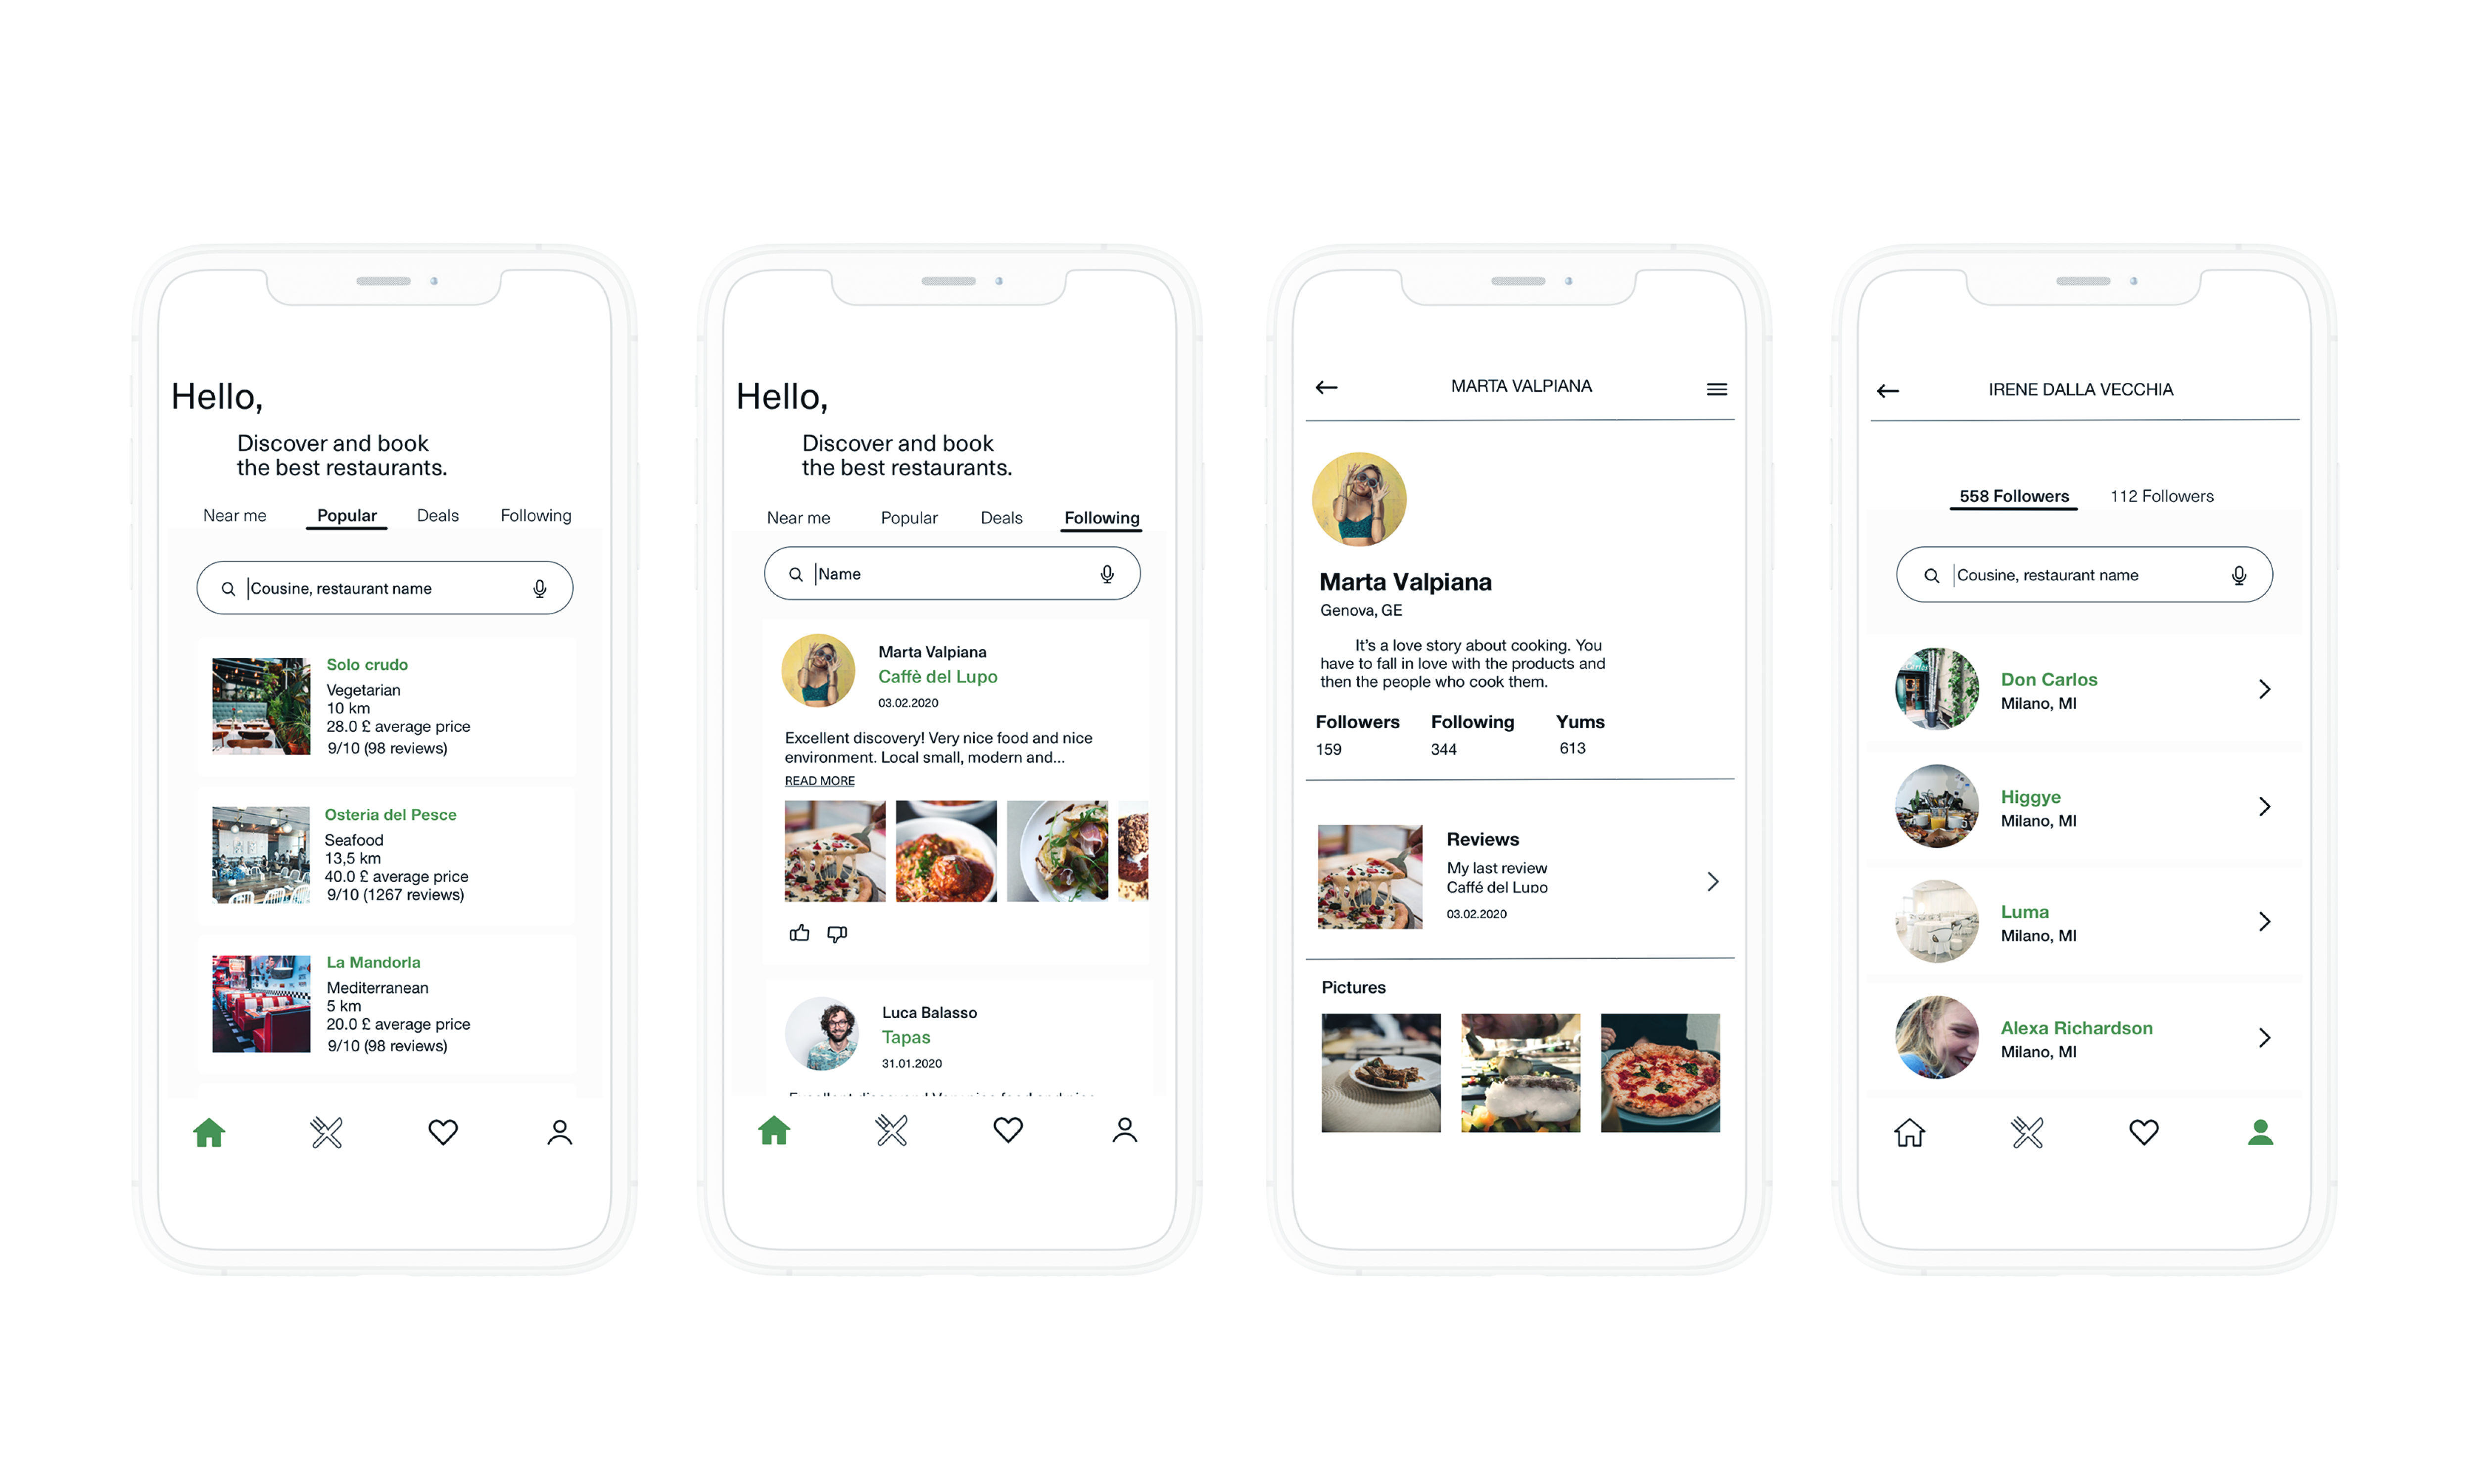 Hello,
Discover and book
the best restaurants.
Near me Popular Deals Following
Cousine, restaurant name
Solo crudo
Vegetarian
10 km
28.0 £ average price
9/10 (98 reviews)
Osteria del Pesce
Seafood
13,5 km
40.0 £ average price
9/10 (1267 reviews)
La Mandorla
Mediterranean
5 km
20.0 £ average price
9/10 (98 reviews)
Hello,
Discover and book
the best restaurants.
Near me Popular Deals Following
Name
Marta Valpiana
Caffè del Lupo
03.02.2020
Excellent discovery! Very nice food and nice
environment. Local small, modern and...
READ MORE
Luca Balasso
Tapas
31.01.2020
Excellent discovery! Very nice food and nice
MARTA VALPIANA
Marta Valpiana
Genova, GE
It's a love story about cooking. You
have to fall in love with the products and
then the people who cook them.
Followers Following Yums
159 344 613
Reviews
My last review
Caffé del Lupo
03.02.2020
Pictures
IRENE DALLA VECCHIA
558 Followers 112 Followers
Cousine, restaurant name
Don Carlos
Milano, MI
Higgye
Milano, MI
Luma
Milano, MI
Alexa Richardson
Milano, MI